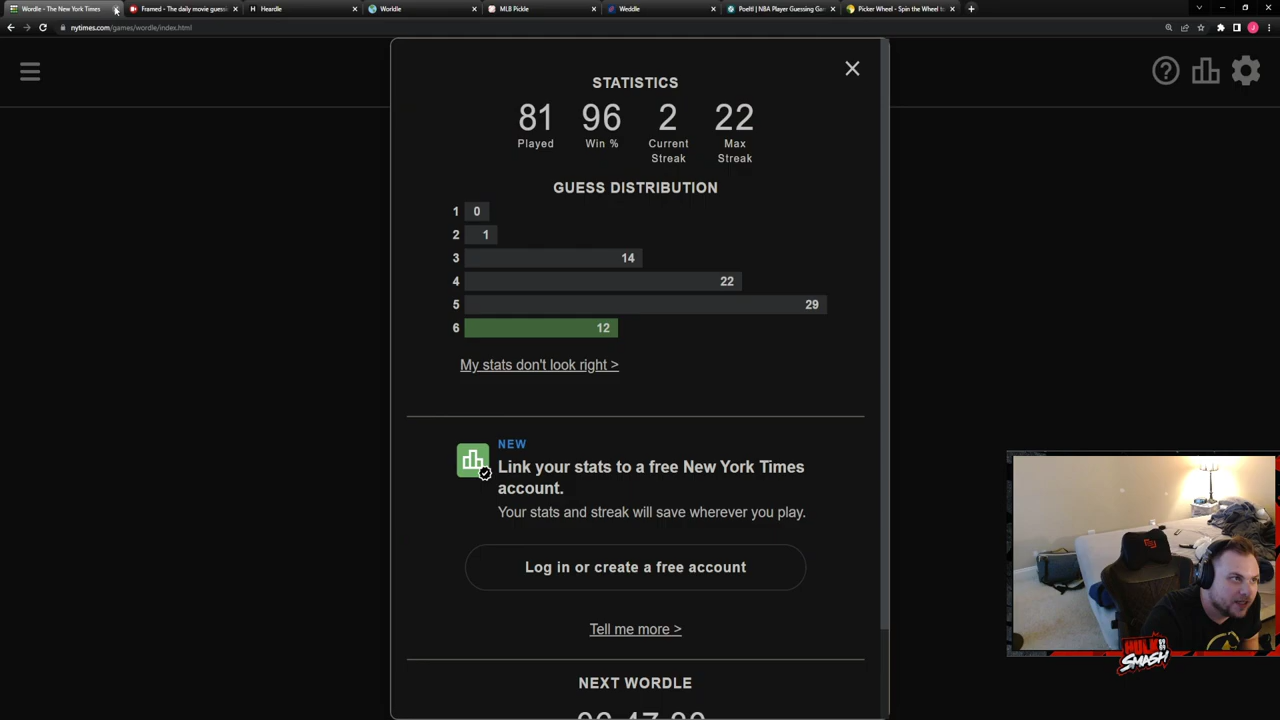 Wordle - The New York Times
Framed - The daily movie guess
Heardle
Worldle
MLB Pickle
Weddle
Poeltl | NBA Player Guessing Gam
Picker Wheel - Spin the Wheel to
nytimes.com/games/wordle/index.html
J
STATISTICS
81 96 2 22
Played Win % Current Streak Max Streak
GUESS DISTRIBUTION
1 0
2 1
3 14
4 22
5 29
6 12
My stats don't look right >
NEW
Link your stats to a free New York Times
account.
Your stats and streak will save wherever you play.
Log in or create a free account
Tell me more >
NEXT WORDLE
HULK
SMASH